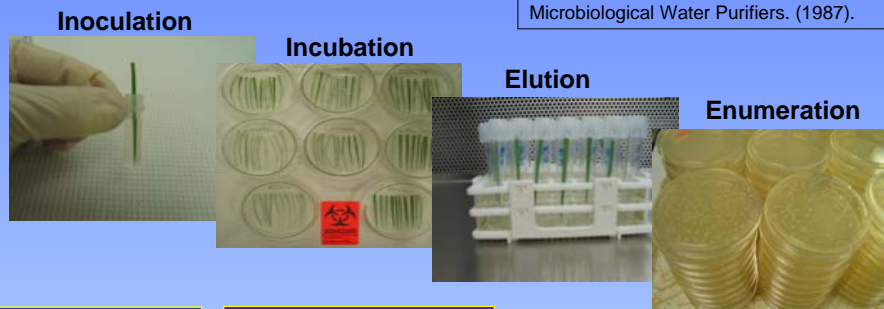 Microbiological Water Purifiers. (1987).
Inoculation
Incubation
Elution
Enumeration